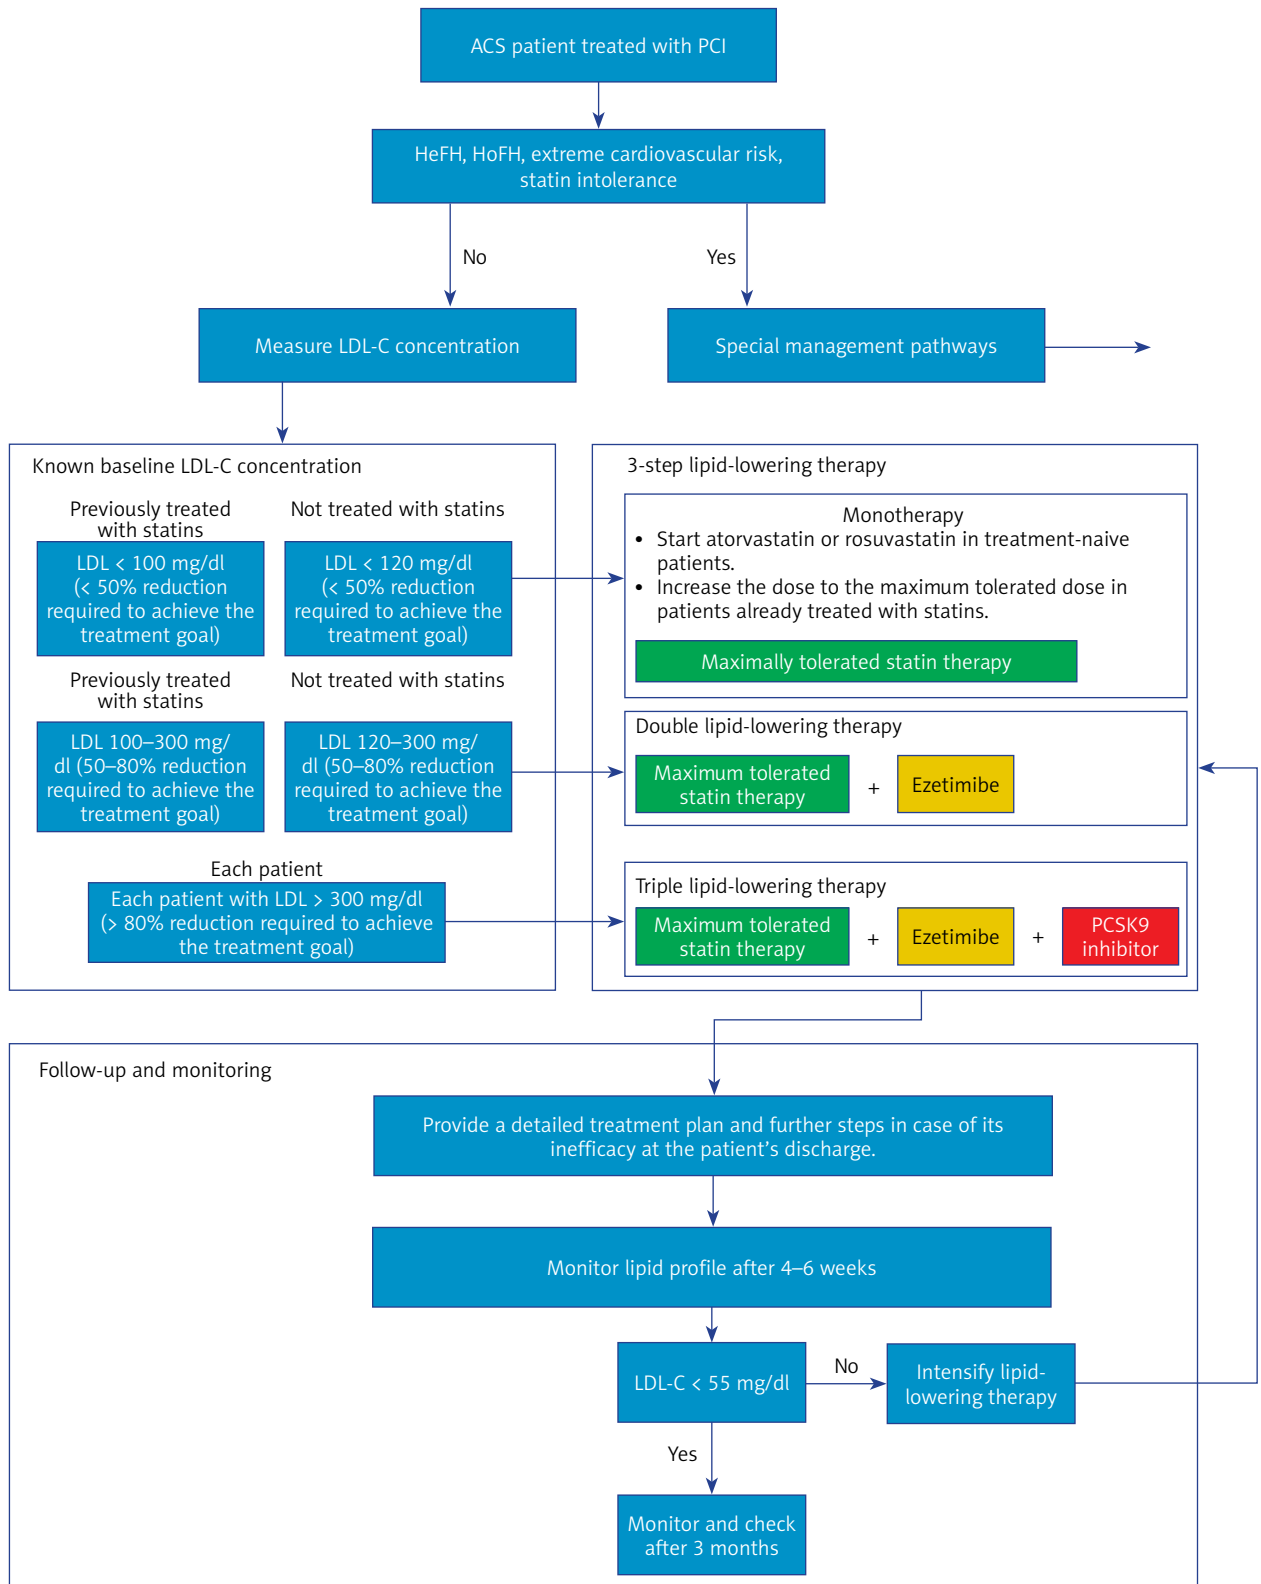 ACS patient treated with PCI
HeFH, HoFH, extreme cardiovascular risk,
statin intolerance
No
Yes
Measure LDL-C concentration
Special management pathways
Known baseline LDL-C concentration
Previously treated
with statins
Not treated with statins
LDL < 100 mg/dl
(< 50% reduction
required to achieve the
treatment goal)
LDL < 120 mg/dl
(< 50% reduction
required to achieve the
treatment goal)
Previously treated
with statins
Not treated with statins
LDL 100–300 mg/
dl (50–80% reduction
required to achieve the
treatment goal)
LDL 120–300 mg/
dl (50–80% reduction
required to achieve the
treatment goal)
Each patient
Each patient with LDL > 300 mg/dl
(> 80% reduction required to achieve
the treatment goal)
3-step lipid-lowering therapy
Monotherapy
• Start atorvastatin or rosuvastatin in treatment-naive
patients.
• Increase the dose to the maximum tolerated dose in
patients already treated with statins.
Maximally tolerated statin therapy
Double lipid-lowering therapy
Maximum tolerated
statin therapy
+
Ezetimibe
Triple lipid-lowering therapy
Maximum tolerated
statin therapy
+
Ezetimibe
+
PCSK9
inhibitor
Follow-up and monitoring
Provide a detailed treatment plan and further steps in case of its
inefficacy at the patient's discharge.
Monitor lipid profile after 4–6 weeks
LDL-C < 55 mg/dl
No
Intensify lipid-
lowering therapy
Yes
Monitor and check
after 3 months